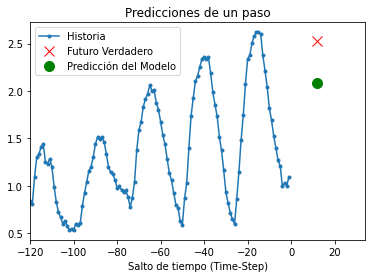 Predicciones de un paso
Historia
Futuro Verdadero
Predicción del Modelo
2.5
2.0
1.5
1.0
0.5
−120 −100 −80 −60 −40 −20 0 20
Salto de tiempo (Time-Step)